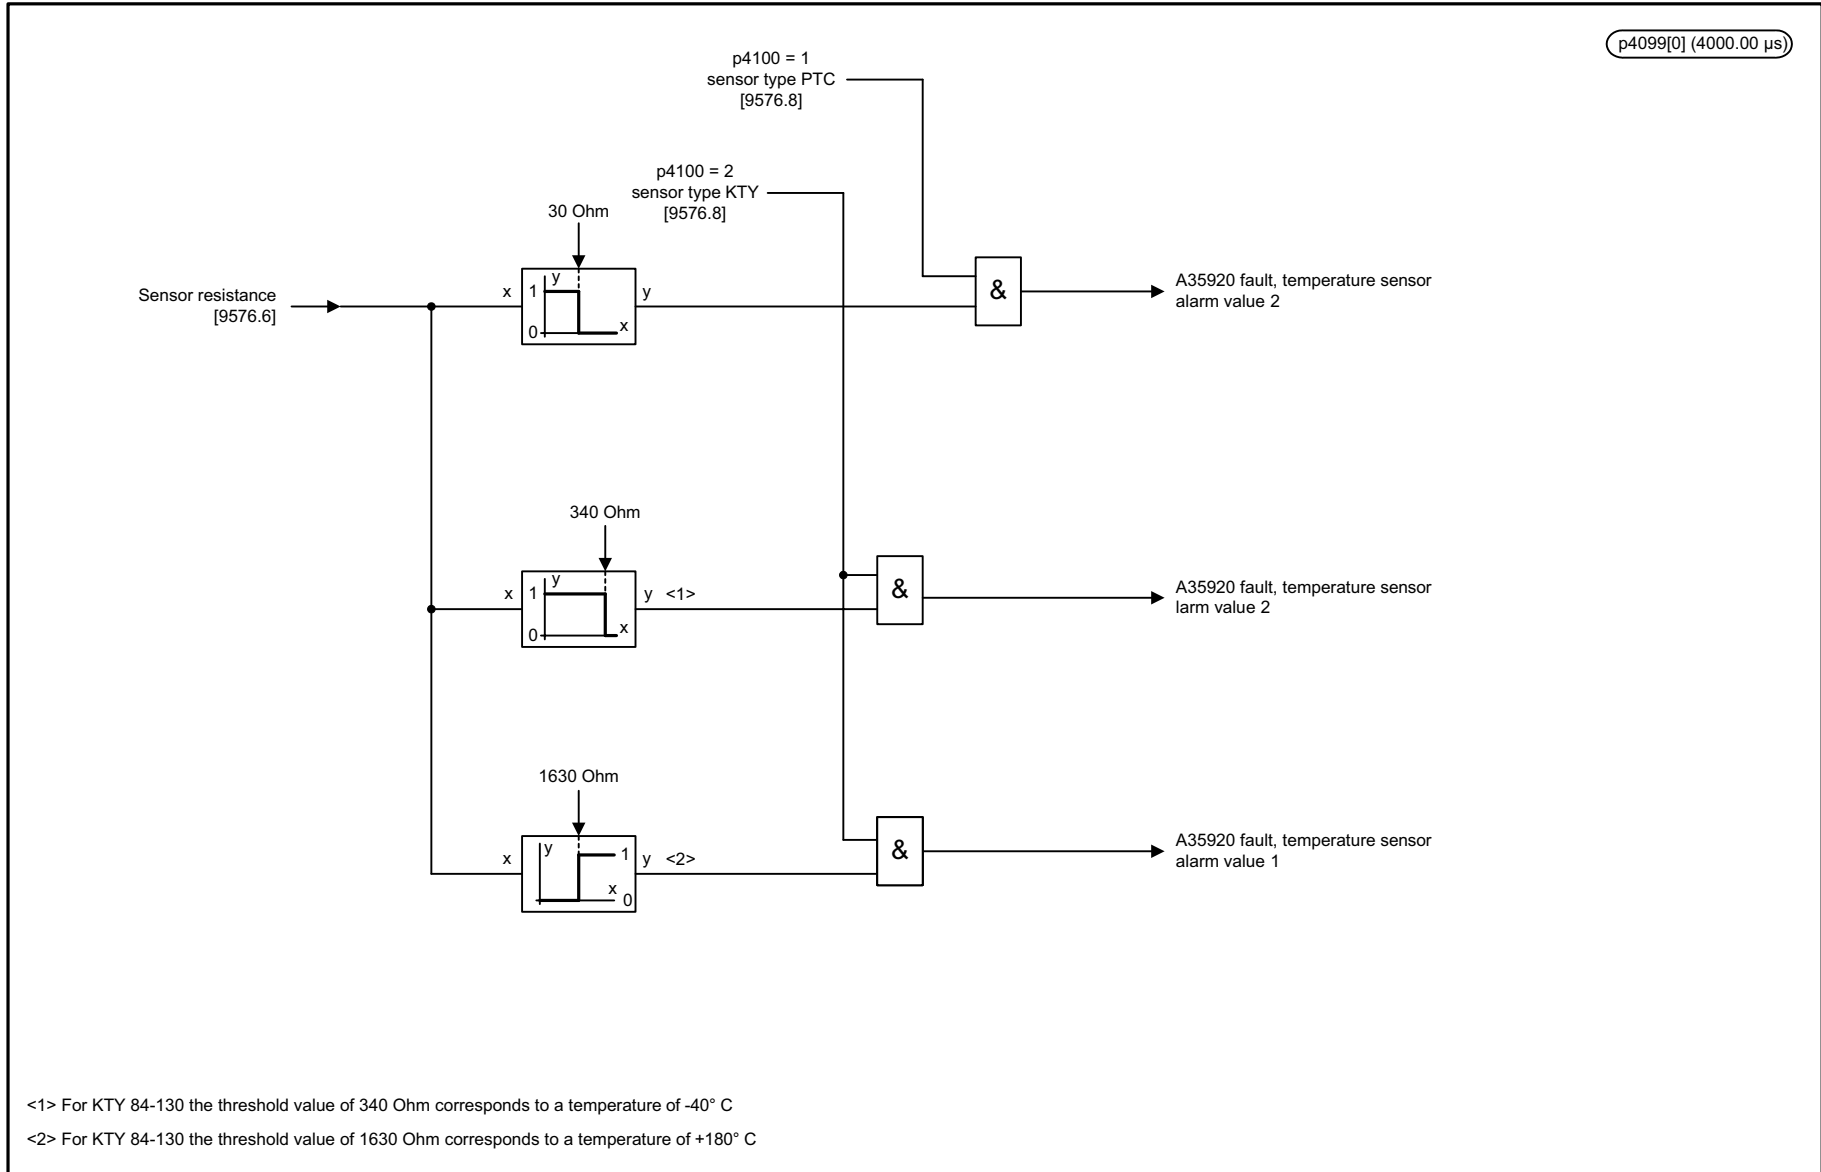 p4099[0] (4000.00 µs)
p4100 = 1
sensor type PTC
[9576.8]
p4100 = 2
sensor type KTY
[9576.8]
30 Ohm
Sensor resistance
[9576.6]
x
1
y
0
x
y
&
A35920 fault, temperature sensor
alarm value 2
340 Ohm
x
1
y
0
x
y <1>
&
A35920 fault, temperature sensor
larm value 2
1630 Ohm
x
y
1
x
0
y <2>
&
A35920 fault, temperature sensor
alarm value 1
<1> For KTY 84-130 the threshold value of 340 Ohm corresponds to a temperature of -40° C
<2> For KTY 84-130 the threshold value of 1630 Ohm corresponds to a temperature of +180° C